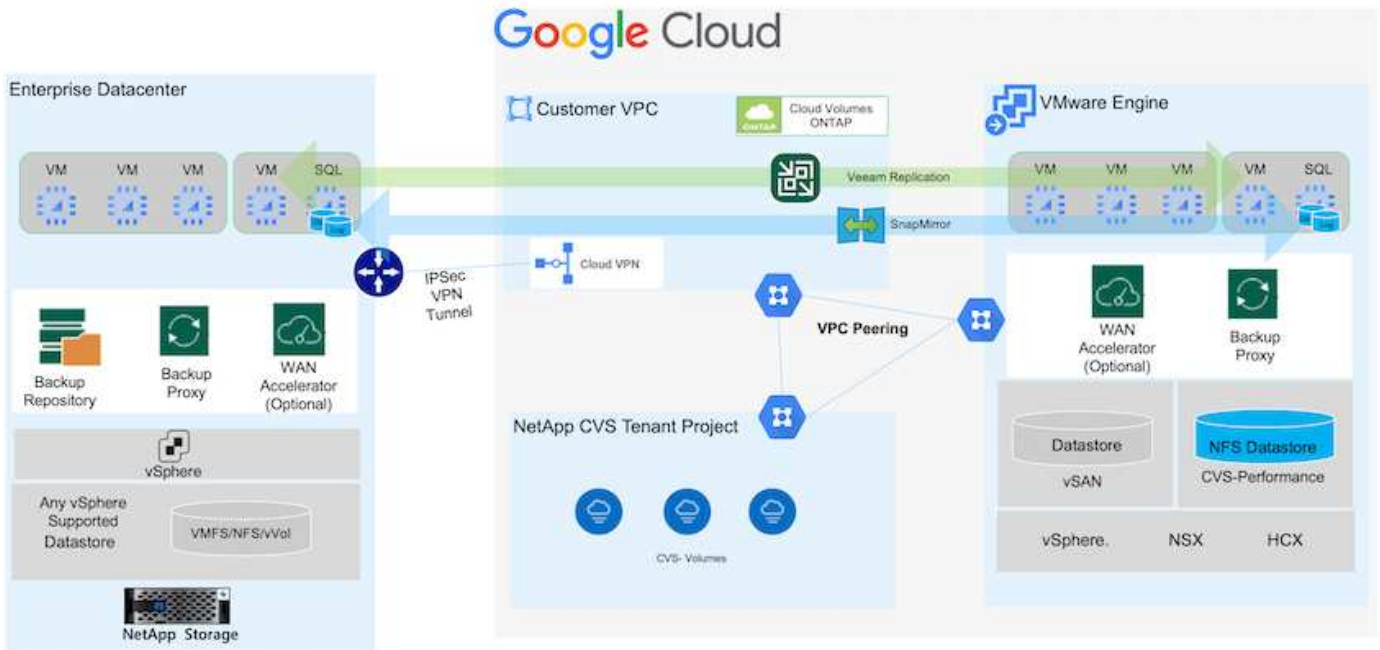 Google Cloud
Enterprise Datacenter
VM
VM
VM
VM
SQL
Backup
Repository
Backup
Proxy
WAN
Accelerator
(Optional)
vSphere
Any vSphere
Supported
Datastore
VMFS/NFS/vVol
NetApp Storage
IPSec
VPN
Tunnel
Customer VPC
ONTAP
Cloud Volumes
ONTAP
Veeam Replication
SnapMirror
Cloud VPN
VPC Peering
NetApp CVS Tenant Project
CVS- Volumes
VMware Engine
VM
VM
VM
VM
SQL
WAN
Accelerator
(Optional)
Backup
Proxy
Datastore
vSAN
NFS Datastore
CVS-Performance
vSphere.
NSX
HCX